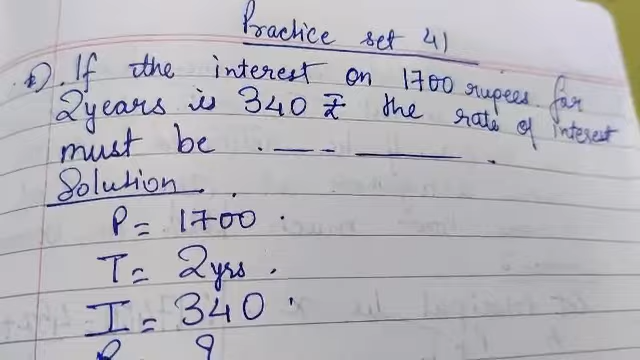 Practice set 41
1) If the interest on 1700 rupees for
2years is 340 ₹ the rate of interest
must be . — - ——— .
Solution .
P = 1700 .
T = 2yrs .
I = 340 .
R = ?